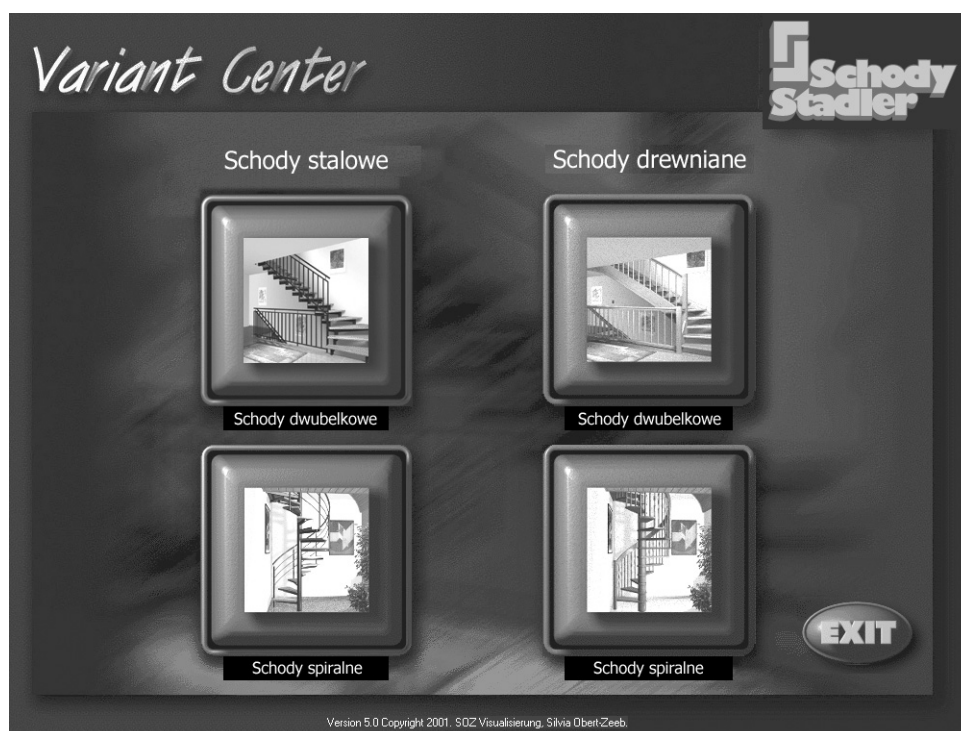 Variant Center
Schody
Stadler
Schody stalowe
Schody drewniane
Schody dwubelkowe
Schody dwubelkowe
Schody spiralne
Schody spiralne
EXIT
Version 5.0 Copyright 2001. SOZ Visualisierung, Silvia Obert-Zeeb.